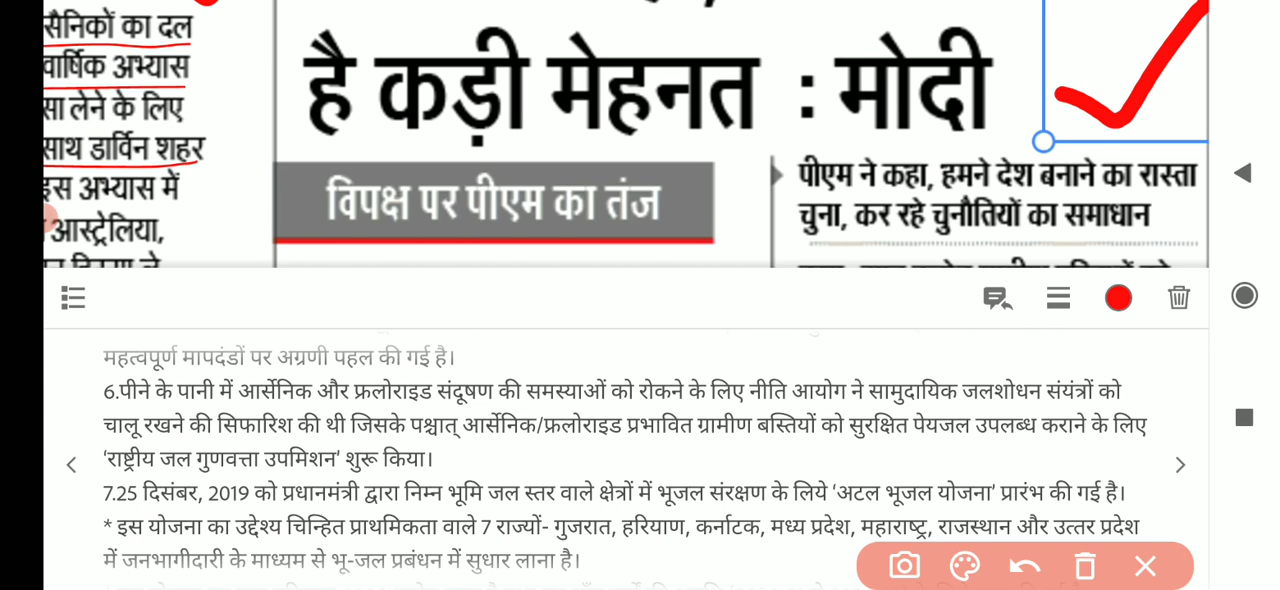 सैनिकों का दल
वार्षिक अभ्यास
सा लेने के लिए
साथ डार्विन शहर
इस अभ्यास में
आस्ट्रेलिया,
है कड़ी मेहनत : मोदी
विपक्ष पर पीएम का तंज
पीएम ने कहा, हमने देश बनाने का रास्ता
चुना, कर रहे चुनौतियों का समाधान
महत्वपूर्ण मापदंडों पर अग्रणी पहल की गई है।
6.पीने के पानी में आर्सेनिक और फ्रलोराइड संदूषण की समस्याओं को रोकने के लिए नीति आयोग ने सामुदायिक जलशोधन संयंत्रों को
चालू रखने की सिफारिश की थी जिसके पश्चात् आर्सेनिक/फ्रलोराइड प्रभावित ग्रामीण बस्तियों को सुरक्षित पेयजल उपलब्ध कराने के लिए
‘राष्ट्रीय जल गुणवत्ता उपमिशन’ शुरू किया।
7.25 दिसंबर, 2019 को प्रधानमंत्री द्वारा निम्न भूमि जल स्तर वाले क्षेत्रों में भूजल संरक्षण के लिये ‘अटल भूजल योजना’ प्रारंभ की गई है।
* इस योजना का उद्देश्य चिन्हित प्राथमिकता वाले 7 राज्यों- गुजरात, हरियाण, कर्नाटक, मध्य प्रदेश, महाराष्ट्र, राजस्थान और उत्तर प्रदेश
में जनभागीदारी के माध्यम से भू-जल प्रबंधन में सुधार लाना है।